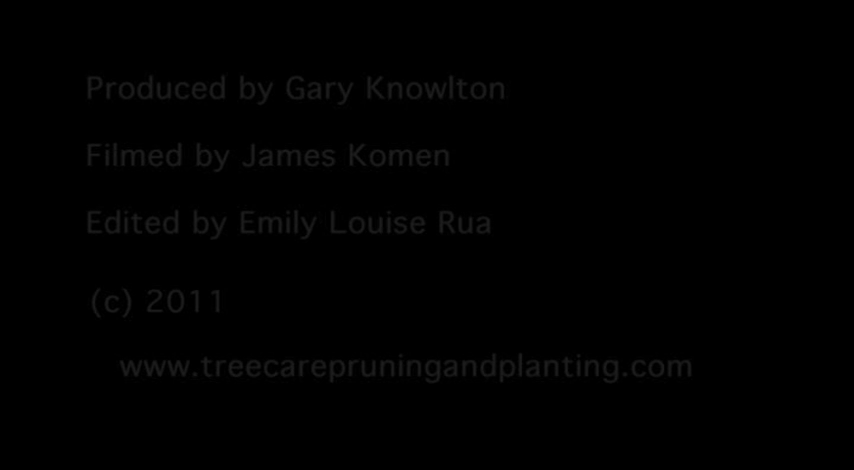 Produced by Gary Knowlton
Filmed by James Komen
Edited by Emily Louise Rua
(c) 2011
www.treecarepruningandplanting.com